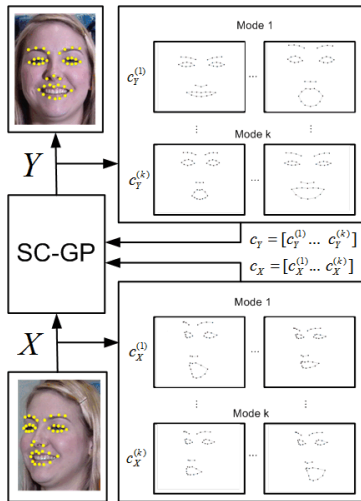 Mode 1
c_Y^{(1)}
...
...
⋮ ⋮
Mode k
c_Y^{(k)}
...
Y
SC-GP
c_Y = [c_Y^{(1)} ... c_Y^{(k)}]
c_X = [c_X^{(1)} ... c_X^{(k)}]
X
Mode 1
c_X^{(1)}
...
⋮ ⋮
Mode k
c_X^{(k)}
...